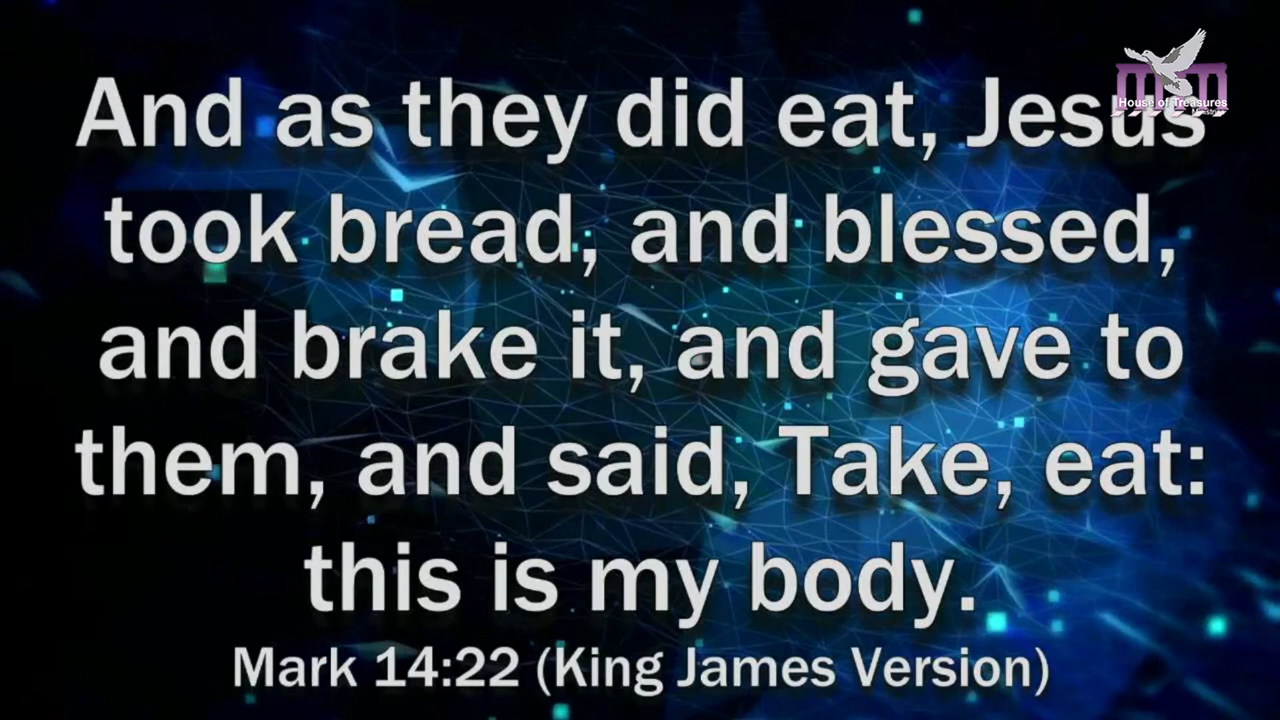 And as they did eat, Jesus
took bread, and blessed,
and brake it, and gave to
them, and said, Take, eat:
this is my body.
Mark 14:22 (King James Version)
House of Treasures
Ministry